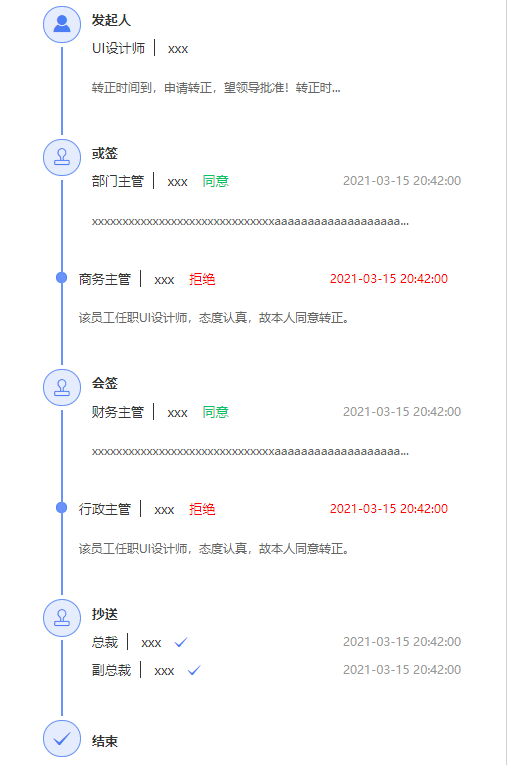 发起人
UI设计师 | xxx
转正时间到，申请转正，望领导批准！转正时...
或签
部门主管 | xxx 同意 2021-03-15 20:42:00
xxxxxxxxxxxxxxxxxxxxxxxxxxxxxxaaaaaaaaaaaaaaaaaaa...
商务主管 | xxx 拒绝 2021-03-15 20:42:00
该员工任职UI设计师，态度认真，故本人同意转正。
会签
财务主管 | xxx 同意 2021-03-15 20:42:00
xxxxxxxxxxxxxxxxxxxxxxxxxxxxxxaaaaaaaaaaaaaaaaaaa...
行政主管 | xxx 拒绝 2021-03-15 20:42:00
该员工任职UI设计师，态度认真，故本人同意转正。
抄送
总裁 | xxx 2021-03-15 20:42:00
副总裁 | xxx 2021-03-15 20:42:00
结束